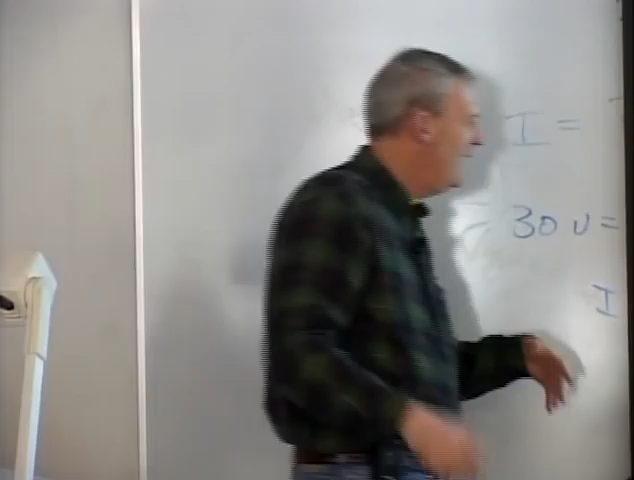 I =
30 u =
I